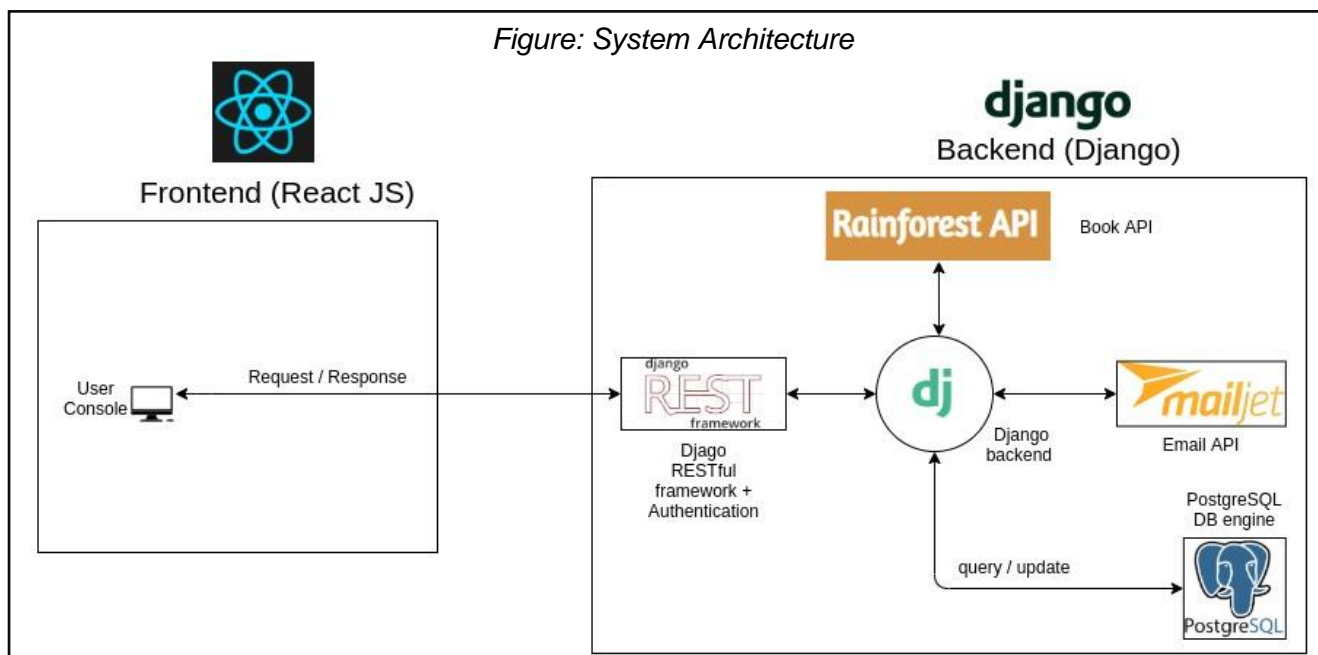 Figure: System Architecture
django
Backend (Django)
Frontend (React JS)
Rainforest API
Book API
User
Console
Request / Response
django
REST
framework
Djago
RESTful
framework +
Authentication
dj
Django
backend
mailjet
Email API
PostgreSQL
DB engine
query / update
PostgreSQL